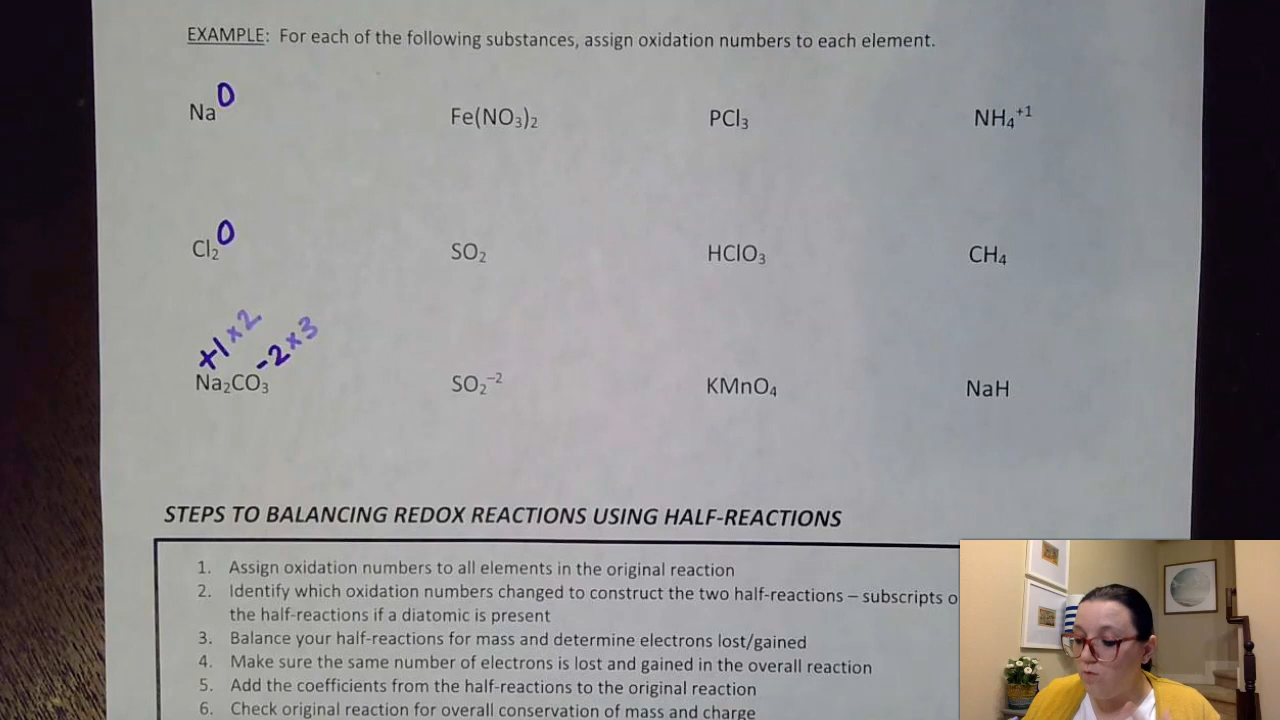 EXAMPLE: For each of the following substances, assign oxidation numbers to each element.
Na⁰ Fe(NO₃)₂ PCl₃ NH₄⁺¹
Cl₂⁰ SO₂ HClO₃ CH₄
+1 ×2 -2 ×3
Na₂CO₃ SO₂⁻² KMnO₄ NaH
STEPS TO BALANCING REDOX REACTIONS USING HALF-REACTIONS
1. Assign oxidation numbers to all elements in the original reaction
2. Identify which oxidation numbers changed to construct the two half-reactions – subscripts
the half-reactions if a diatomic is present
3. Balance your half-reactions for mass and determine electrons lost/gained
4. Make sure the same number of electrons is lost and gained in the overall reaction
5. Add the coefficients from the half-reactions to the original reaction
6. Check original reaction for overall conservation of mass and charge